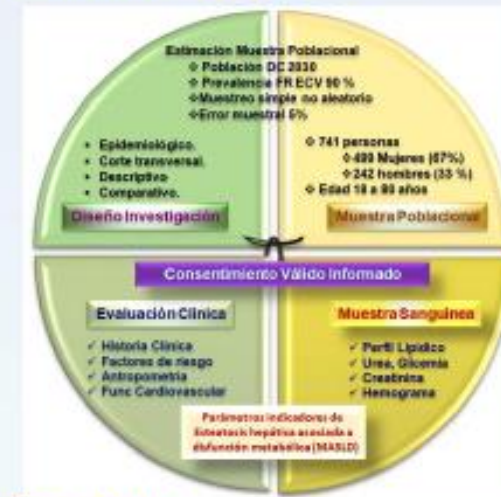 Estimación Muestra Poblacional
❖ Población DC 2030
❖ Prevalencia FR ECV 90 %
❖ Muestreo simple no aleatorio
❖ Error muestral 5%
• Epidemiológico.
• Corte transversal.
• Descriptivo
• Comparativo.
Diseño Investigación
❖ 741 personas
❖ 499 Mujeres (67%)
❖ 242 hombres (33 %)
❖ Edad 18 a 90 años
Muestra Poblacional
Consentimiento Válido Informado
Evaluación Clínica
✓ Historia Clínica
✓ Factores de riesgo
✓ Antropometría
✓ Func Cardiovascular
Muestra Sanguínea
✓ Perfil Lipídico
✓ Urea, Glicemia
✓ Creatinina
✓ Hemograma
Parámetros indicadores de
Esteatosis hepática asociada a
disfunción metabólica (MASLD)